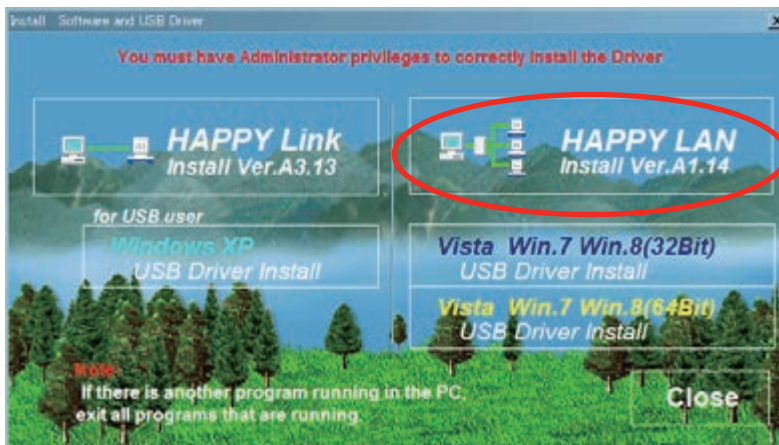 Install Software and USB Driver
You must have Administrator privileges to correctly install the Driver
HAPPY Link
Install Ver.A3.13
HAPPY LAN
Install Ver.A1.14
for USB user
Windows XP
USB Driver Install
Vista Win.7 Win.8(32Bit)
USB Driver Install
Vista Win.7 Win.8(64Bit)
USB Driver Install
Note:
If there is another program running in the PC,
exit all programs that are running.
Close